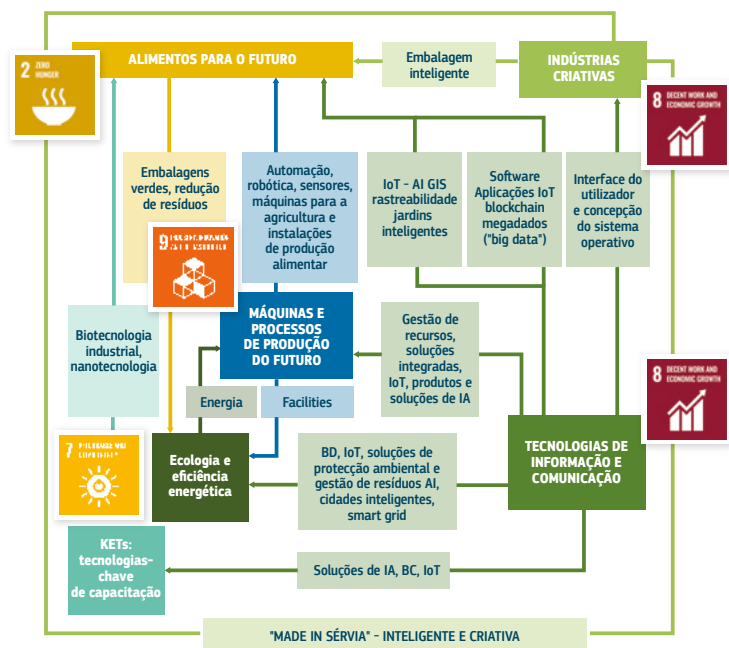 2 ZERO
HUNGER
ALIMENTOS PARA O FUTURO
Embalagem
inteligente
INDÚSTRIAS
CRIATIVAS
8 DECENT WORK AND
ECONOMIC GROWTH
Embalagens
verdes, redução
de resíduos
Automação,
robótica, sensores,
máquinas para a
agricultura e
instalações
de produção
alimentar
IoT - AI GIS
rastreabilidade
jardins
inteligentes
Software
Aplicações IoT
blockchain
megadados
("big data")
Interface do
utilizador
e concepção
do sistema
operativo
9
Biotecnologia
industrial,
nanotecnologia
MÁQUINAS E
PROCESSOS
DE PRODUÇÃO
DO FUTURO
Gestão de
recursos,
soluções
integradas,
IoT, produtos e
soluções de IA
8 DECENT WORK AND
ECONOMIC GROWTH
Energia
Facilities
7
Ecologia e
eficiência
energética
BD, IoT, soluções de
protecção ambiental e
gestão de resíduos AI,
cidades inteligentes,
smart grid
TECNOLOGIAS DE
INFORMAÇÃO E
COMUNICAÇÃO
KETs:
tecnologias-
chave
de capacitação
Soluções de IA, BC, IoT
"MADE IN SÉRVIA" - INTELIGENTE E CRIATIVA